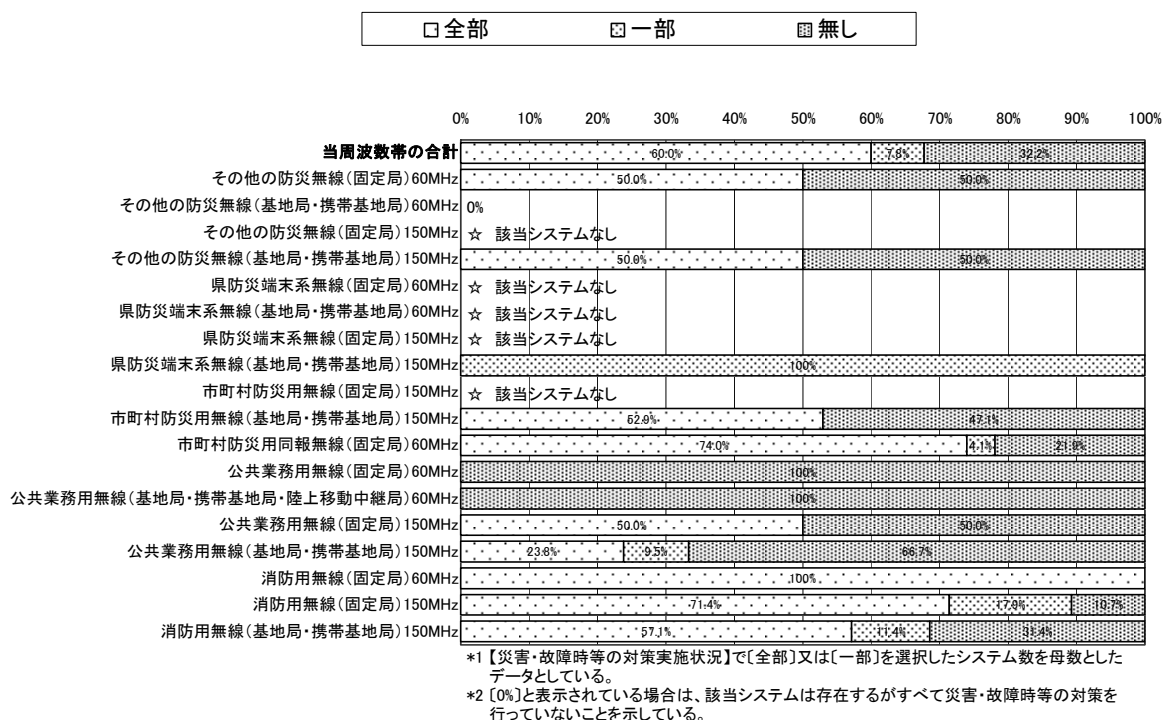 全部 一部 無し
0% 10% 20% 30% 40% 50% 60% 70% 80% 90% 100%
当周波数帯の合計 60.0% 7.8% 32.2%
その他の防災無線(固定局)60MHz 50.0% 50.0%
その他の防災無線(基地局・携帯基地局)60MHz 0%
その他の防災無線(固定局)150MHz ☆ 該当システムなし
その他の防災無線(基地局・携帯基地局)150MHz 50.0% 50.0%
県防災端末系無線(固定局)60MHz ☆ 該当システムなし
県防災端末系無線(基地局・携帯基地局)60MHz ☆ 該当システムなし
県防災端末系無線(固定局)150MHz ☆ 該当システムなし
県防災端末系無線(基地局・携帯基地局)150MHz 100%
市町村防災用無線(固定局)150MHz ☆ 該当システムなし
市町村防災用無線(基地局・携帯基地局)150MHz 52.9% 47.1%
市町村防災用同報無線(固定局)60MHz 74.0% 4.1% 21.9%
公共業務用無線(固定局)60MHz 100%
公共業務用無線(基地局・携帯基地局・陸上移動中継局)60MHz 100%
公共業務用無線(固定局)150MHz 50.0% 50.0%
公共業務用無線(基地局・携帯基地局)150MHz 23.8% 9.5% 66.7%
消防用無線(固定局)60MHz 100%
消防用無線(固定局)150MHz 71.4% 17.9% 10.7%
消防用無線(基地局・携帯基地局)150MHz 57.1% 11.4% 31.4%
*1【災害・故障時等の対策実施状況】で〔全部〕又は〔一部〕を選択したシステム数を母数とした
データとしている。
*2〔0%〕と表示されている場合は、該当システムは存在するがすべて災害・故障時等の対策を
行っていないことを示している。